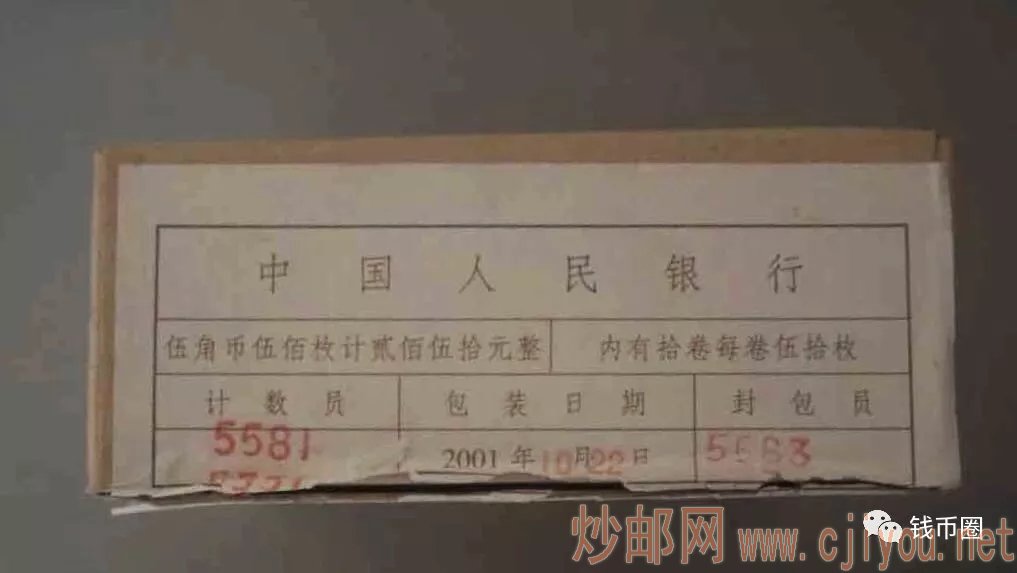 中国人民银行
伍角币伍佰枚计贰佰伍拾元整 内有拾卷每卷伍拾枚
计数员 包装日期 封包员
5581 2001年10月22日 5563
钱币圈
炒邮网 www.cjiyou.net